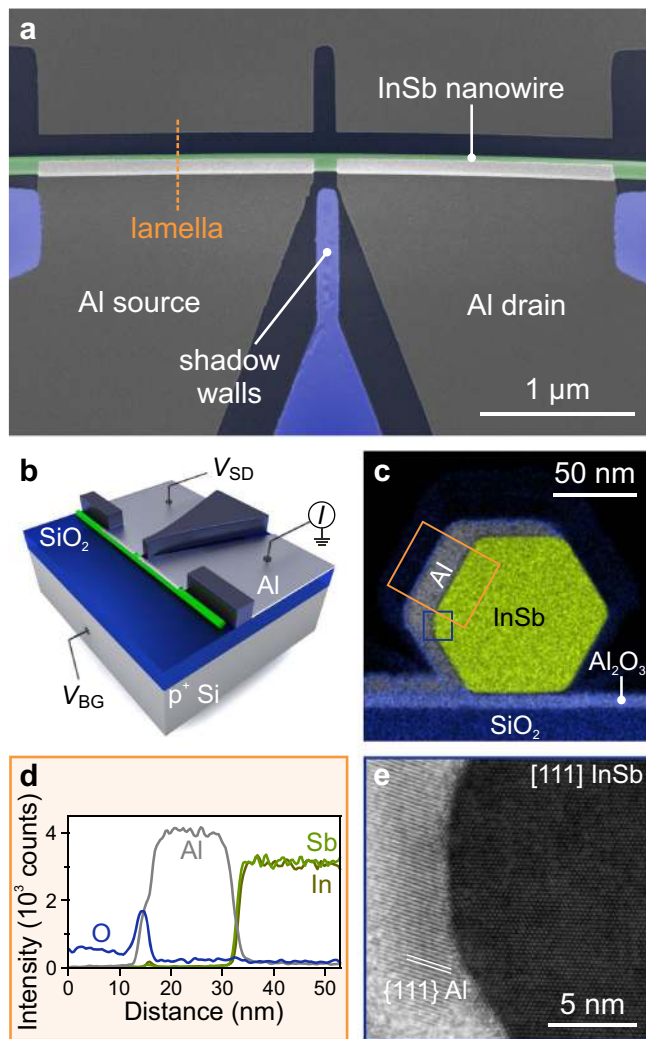 a
InSb nanowire
lamella
Al source
Al drain
shadow
walls
1 μm
b
V_SD
I
SiO₂
Al
V_BG
p⁺ Si
c
50 nm
Al
InSb
Al₂O₃
SiO₂
d
Intensity (10³ counts)
4
2
0
Al
Sb
In
O
0 10 20 30 40 50
Distance (nm)
e
[111] InSb
{111} Al
5 nm